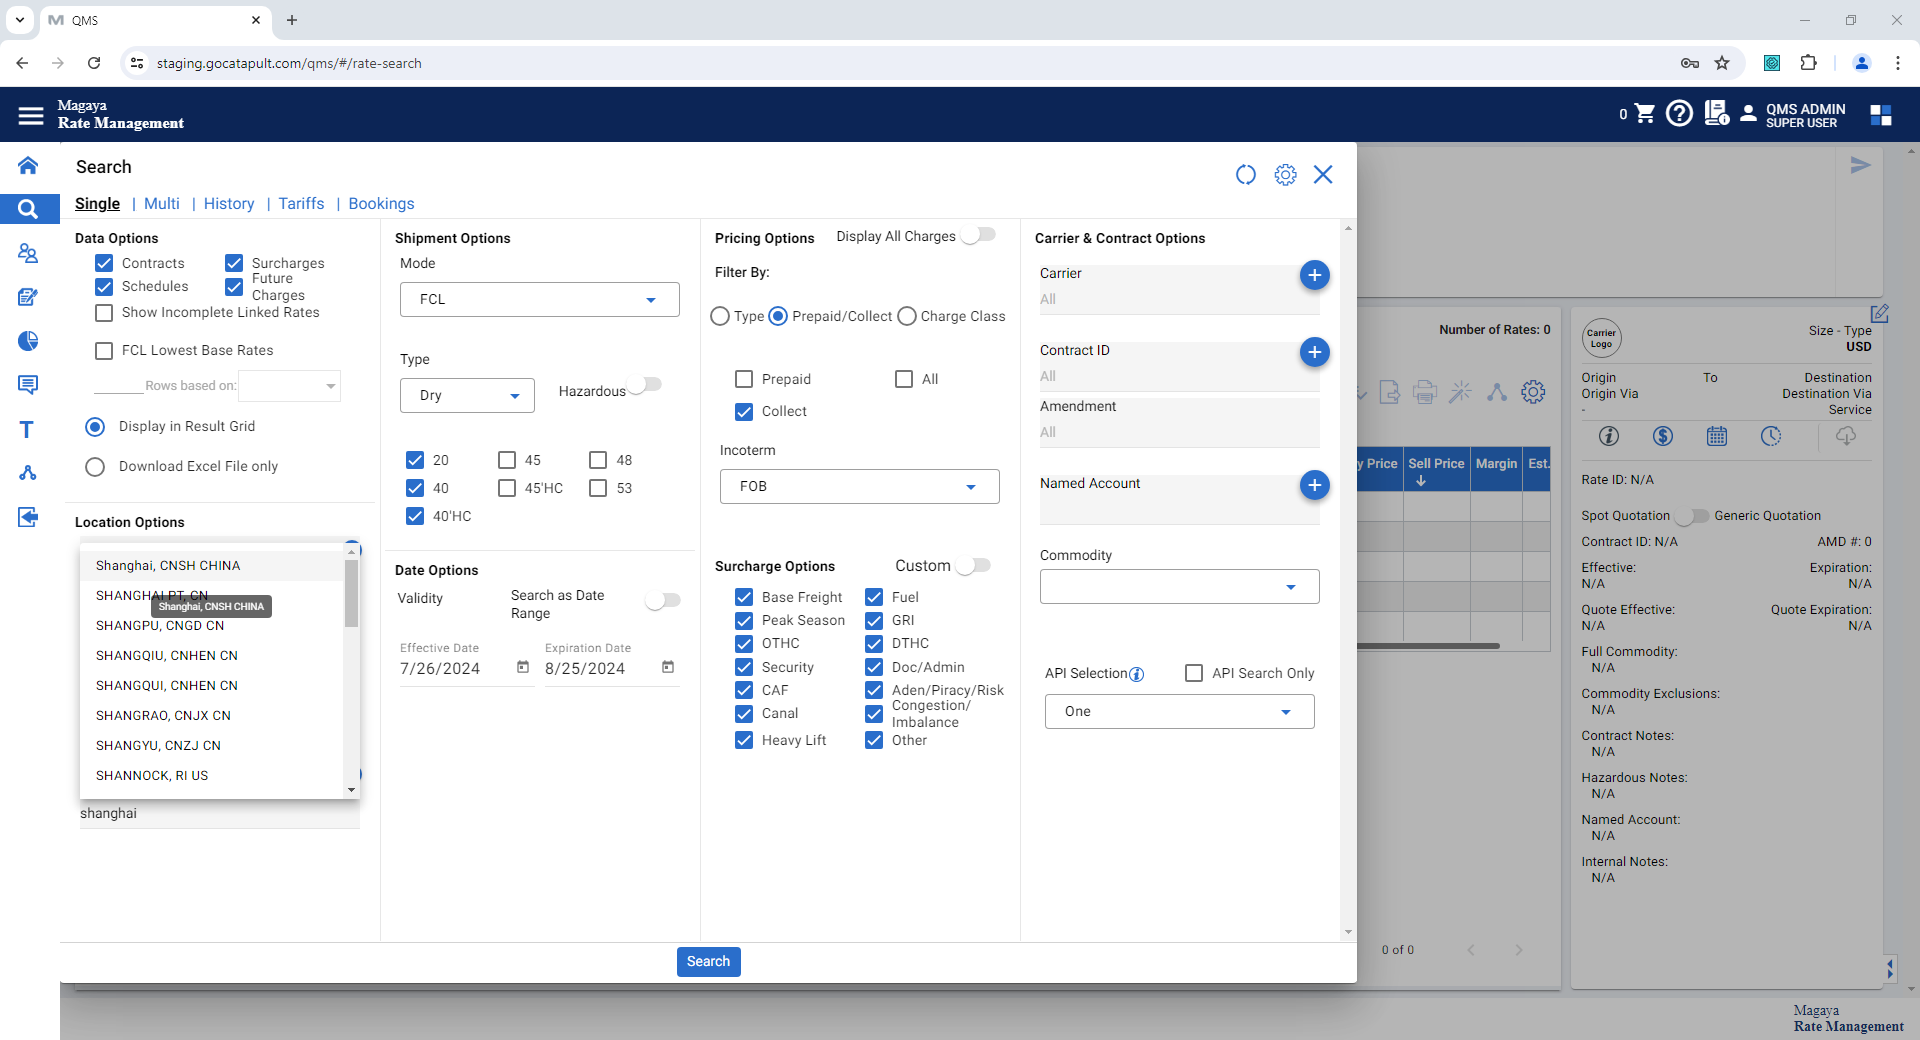 QMS
staging.gocatapult.com/qms/#/rate-search
Magaya
Rate Management
0
QMS ADMIN
SUPER USER
Search
Single | Multi | History | Tariffs | Bookings
Data Options
Contracts
Surcharges
Schedules
Future
Charges
Show Incomplete Linked Rates
FCL Lowest Base Rates
Rows based on:
Display in Result Grid
Download Excel File only
Location Options
Shanghai, CNSH CHINA
SHANGHAI PT, CN
Shanghai, CNSH CHINA
SHANGPU, CNGD CN
SHANGQIU, CNHEN CN
SHANGQUI, CNHEN CN
SHANGRAO, CNJX CN
SHANGYU, CNZJ CN
SHANNOCK, RI US
shanghai
Shipment Options
Mode
FCL
Type
Dry
Hazardous
20
45
48
40
45'HC
53
40'HC
Date Options
Validity
Search as Date
Range
Effective Date
7/26/2024
Expiration Date
8/25/2024
Pricing Options
Display All Charges
Filter By:
Type
Prepaid/Collect
Charge Class
Prepaid
All
Collect
Incoterm
FOB
Surcharge Options
Custom
Base Freight
Fuel
Peak Season
GRI
OTHC
DTHC
Security
Doc/Admin
CAF
Aden/Piracy/Risk
Canal
Congestion/
Imbalance
Heavy Lift
Other
Carrier & Contract Options
Carrier
All
Contract ID
All
Amendment
All
Named Account
Commodity
API Selection
API Search Only
One
Search
Number of Rates: 0
y Price
Sell Price
Margin
Est.
0 of 0
Carrier
Logo
Size - Type
USD
Origin
To
Destination
Origin Via
Destination Via
-
Service
Rate ID: N/A
Spot Quotation
Generic Quotation
Contract ID: N/A
AMD #: 0
Effective:
N/A
Expiration:
N/A
Quote Effective:
N/A
Quote Expiration:
N/A
Full Commodity:
N/A
Commodity Exclusions:
N/A
Contract Notes:
N/A
Hazardous Notes:
N/A
Named Account:
N/A
Internal Notes:
N/A
Magaya
Rate Management